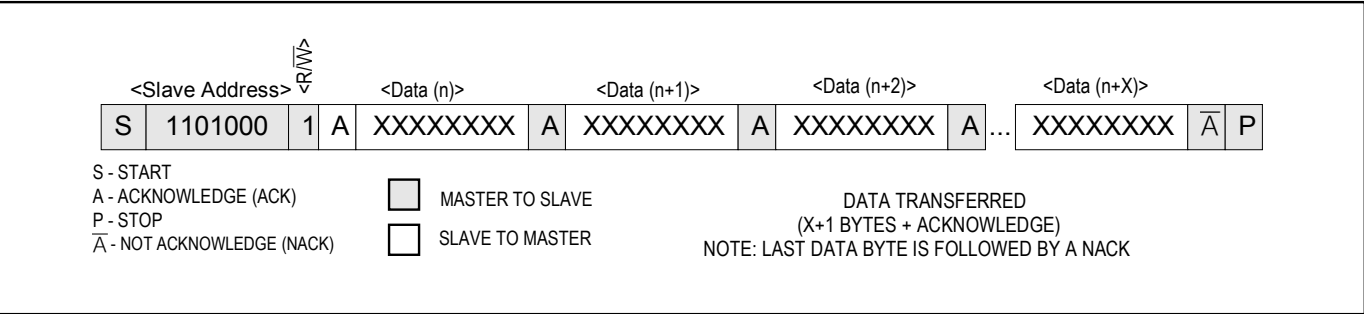 <R/W̅>
<Slave Address> <Data (n)> <Data (n+1)> <Data (n+2)> <Data (n+X)>
S 1101000 1 A XXXXXXXX A XXXXXXXX A XXXXXXXX A ... XXXXXXXX A̅ P
S - START
A - ACKNOWLEDGE (ACK)
P - STOP
A̅ - NOT ACKNOWLEDGE (NACK)
MASTER TO SLAVE
SLAVE TO MASTER
DATA TRANSFERRED
(X+1 BYTES + ACKNOWLEDGE)
NOTE: LAST DATA BYTE IS FOLLOWED BY A NACK